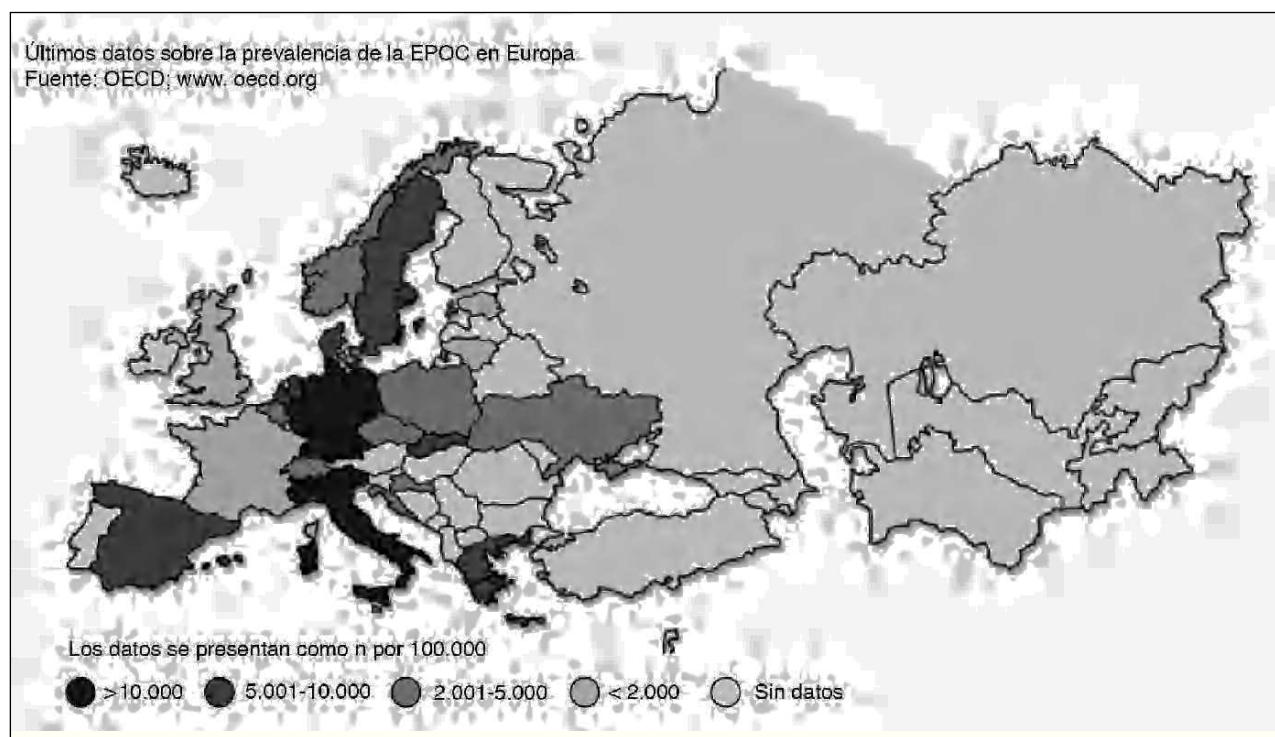 Últimos datos sobre la prevalencia de la EPOC en Europa
Fuente: OECD; www. oecd.org
Los datos se presentan como n por 100.000
>10.000 5.001-10.000 2.001-5.000 < 2.000 Sin datos